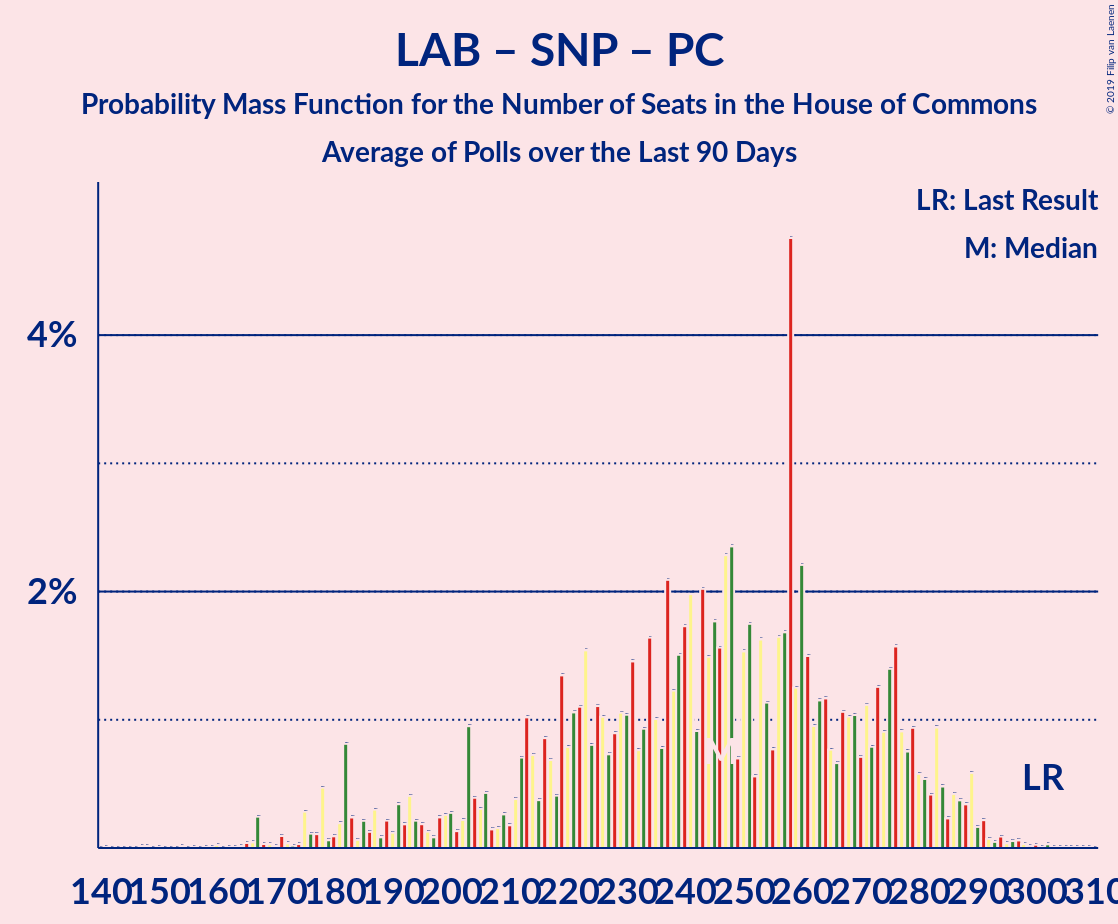 LAB – SNP – PC
Probability Mass Function for the Number of Seats in the House of Commons
Average of Polls over the Last 90 Days
© 2019 Filip van Laenen
LR: Last Result
M: Median
4%
2%
M
LR
140 150 160 170 180 190 200 210 220 230 240 250 260 270 280 290 300 310